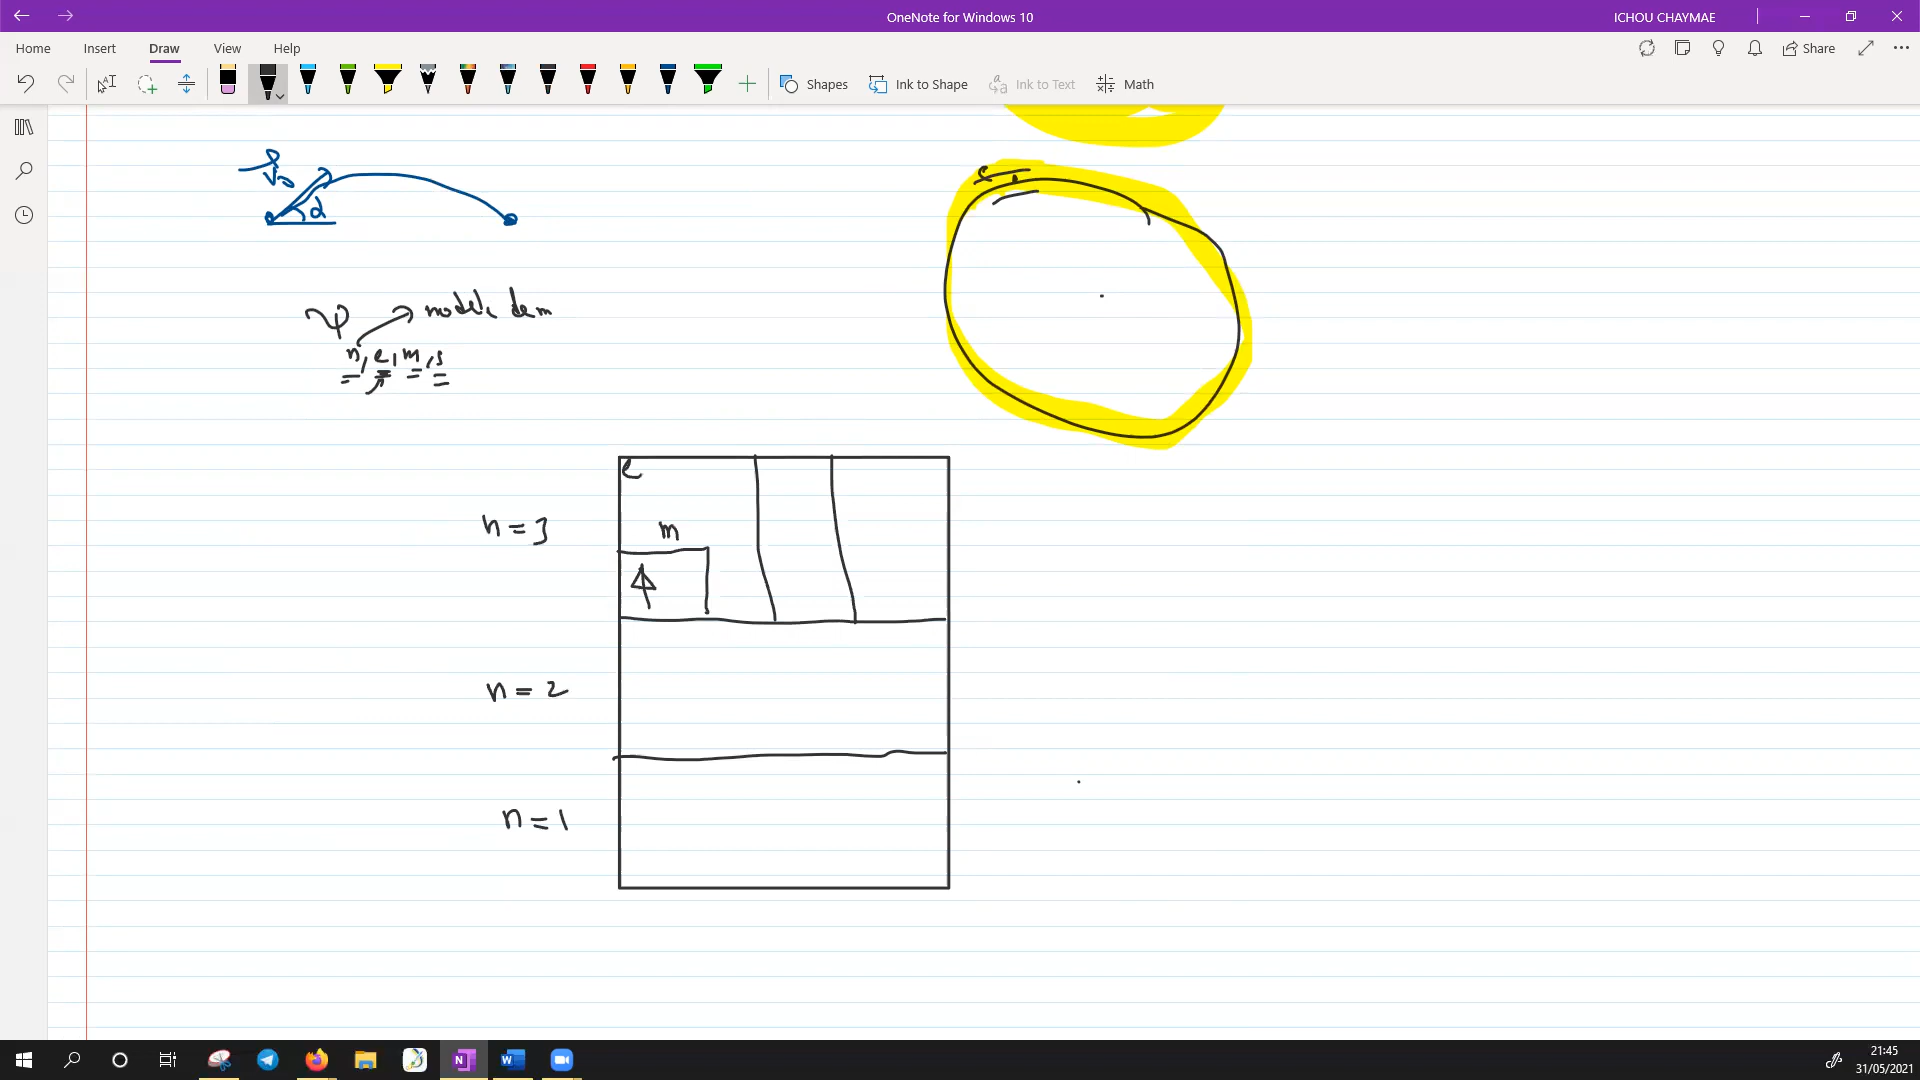 OneNote for Windows 10
ICHOU CHAYMAE
Home Insert Draw View Help
Share
Shapes Ink to Shape Ink to Text Math
V₀
α
Ψ
n, l, m, s
e
n = 3
m
n = 2
n = 1
21:45
31/05/2021